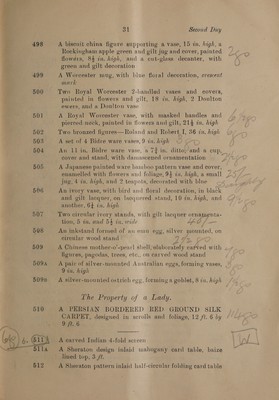 31 Second Day
498 A biscuit china figure supporting a vase, 15 in. high, a
Rockingham apple green and gilt jug and cover, painted
flowers, 8½ in. high, and a cut-glass decanter, with
green and gilt decoration
499 A Worcester mug, with blue floral decoration, crescent
mark
500 Two Royal Worcester 2-handled vases and covers,
painted in flowers and gilt, 19 in. high, 2 Doulton
ewers, and a Doulton vase
501 A Royal Worcester vase, with masked handles and
pierced neck, painted in flowers and gilt, 21½ in. high
502 Two bronzed figures—Roland and Robert I, 36 in. high
503 A set of 4 Bidre ware vases, 9 in. high
504 An 11 in. Bidre ware vase, a 7½ in. ditto, and a cup,
cover and stand, with damascened ornamentation
505 A Japanese painted ware bamboo pattern vase and cover,
enamelled with flowers and foliage, 9½ in. high, a small
jug, 4 in. high, and 2 teapots, decorated with blue
506 An ivory vase, with bird and floral decoration, in black
and gilt lacquer, on lacquered stand, 10 in. high, and
another, 6½ in. high
507 Two circular ivory stands, with gilt lacquer ornamenta-
tion, 5 in. and 5½ in. wide
508 An inkstand formed of an emu egg, silver mounted, on
circular wood stand
509 A Chinese mother-o'-pearl shell, elaborately carved with
figures, pagodas, trees, etc., on carved wood stand
509A A pair of silver-mounted Australian eggs, forming vases,
9 in. high
509B A silver-mounted ostrich egg, forming a goblet, 8 in. high
The Property of a Lady.
510 A PERSIAN BORDERED RED GROUND SILK
CARPET, designed in scrolls and foliage, 12 ft. 6 by
9 ft. 6
511 A carved Indian 4-fold screen
511A A Sheraton design inlaid mahogany card table, baize
lined top, 3 ft.
512 A Sheraton pattern inlaid half-circular folding card table